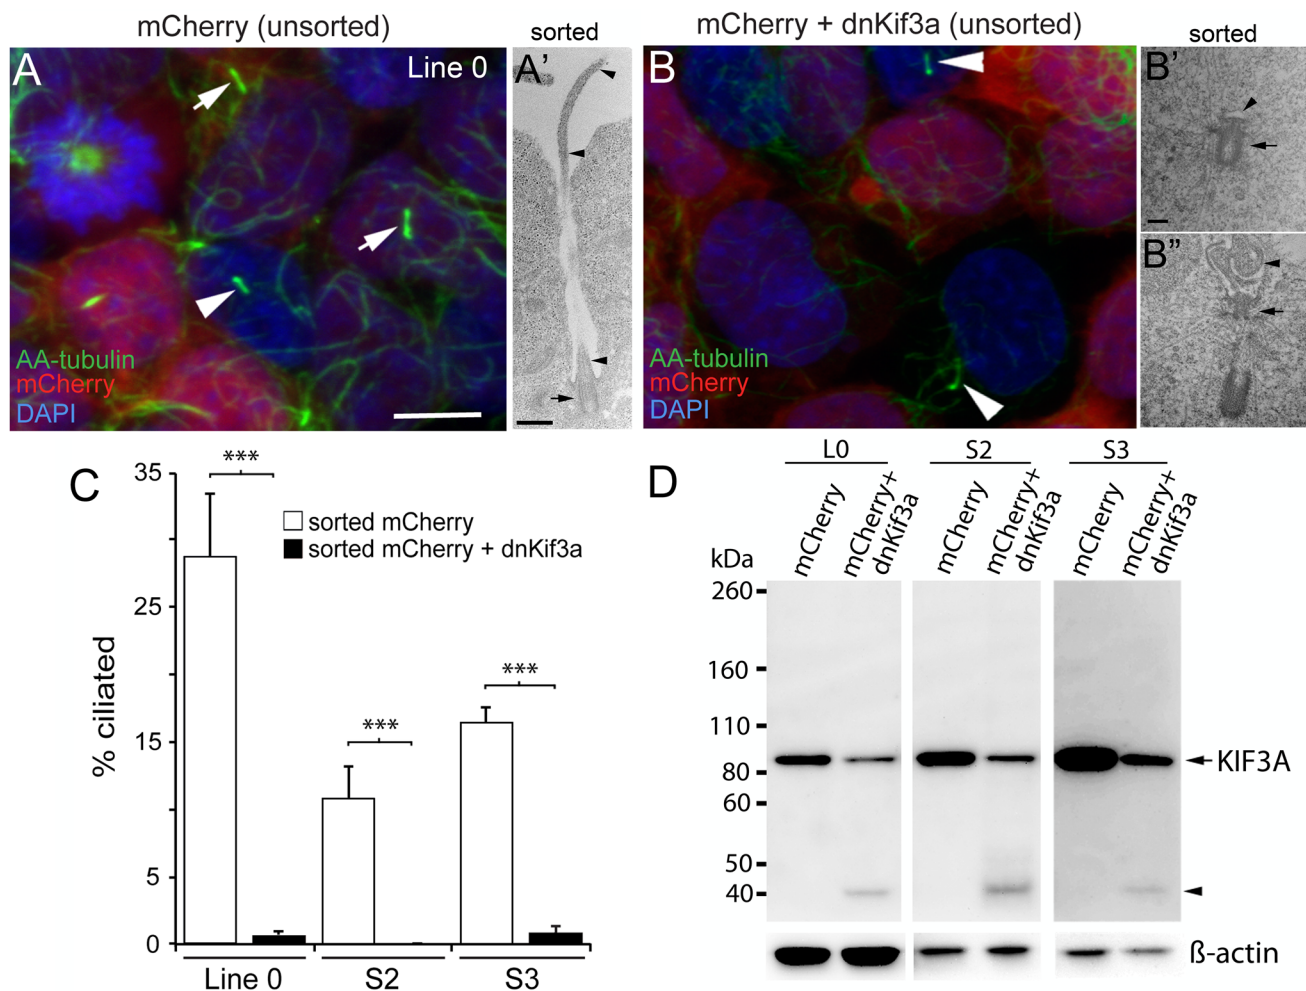 mCherry (unsorted)
sorted
mCherry + dnKif3a (unsorted)
sorted
A
Line 0
A'
B
B'
B"
AA-tubulin
mCherry
DAPI
AA-tubulin
mCherry
DAPI
C
35
25
15
5
0
% ciliated
***
***
***
sorted mCherry
sorted mCherry + dnKif3a
Line 0
S2
S3
D
L0
S2
S3
mCherry
mCherry+
dnKif3a
mCherry
mCherry+
dnKif3a
mCherry
mCherry+
dnKif3a
kDa
260
160
110
80
60
50
40
KIF3A
ß-actin